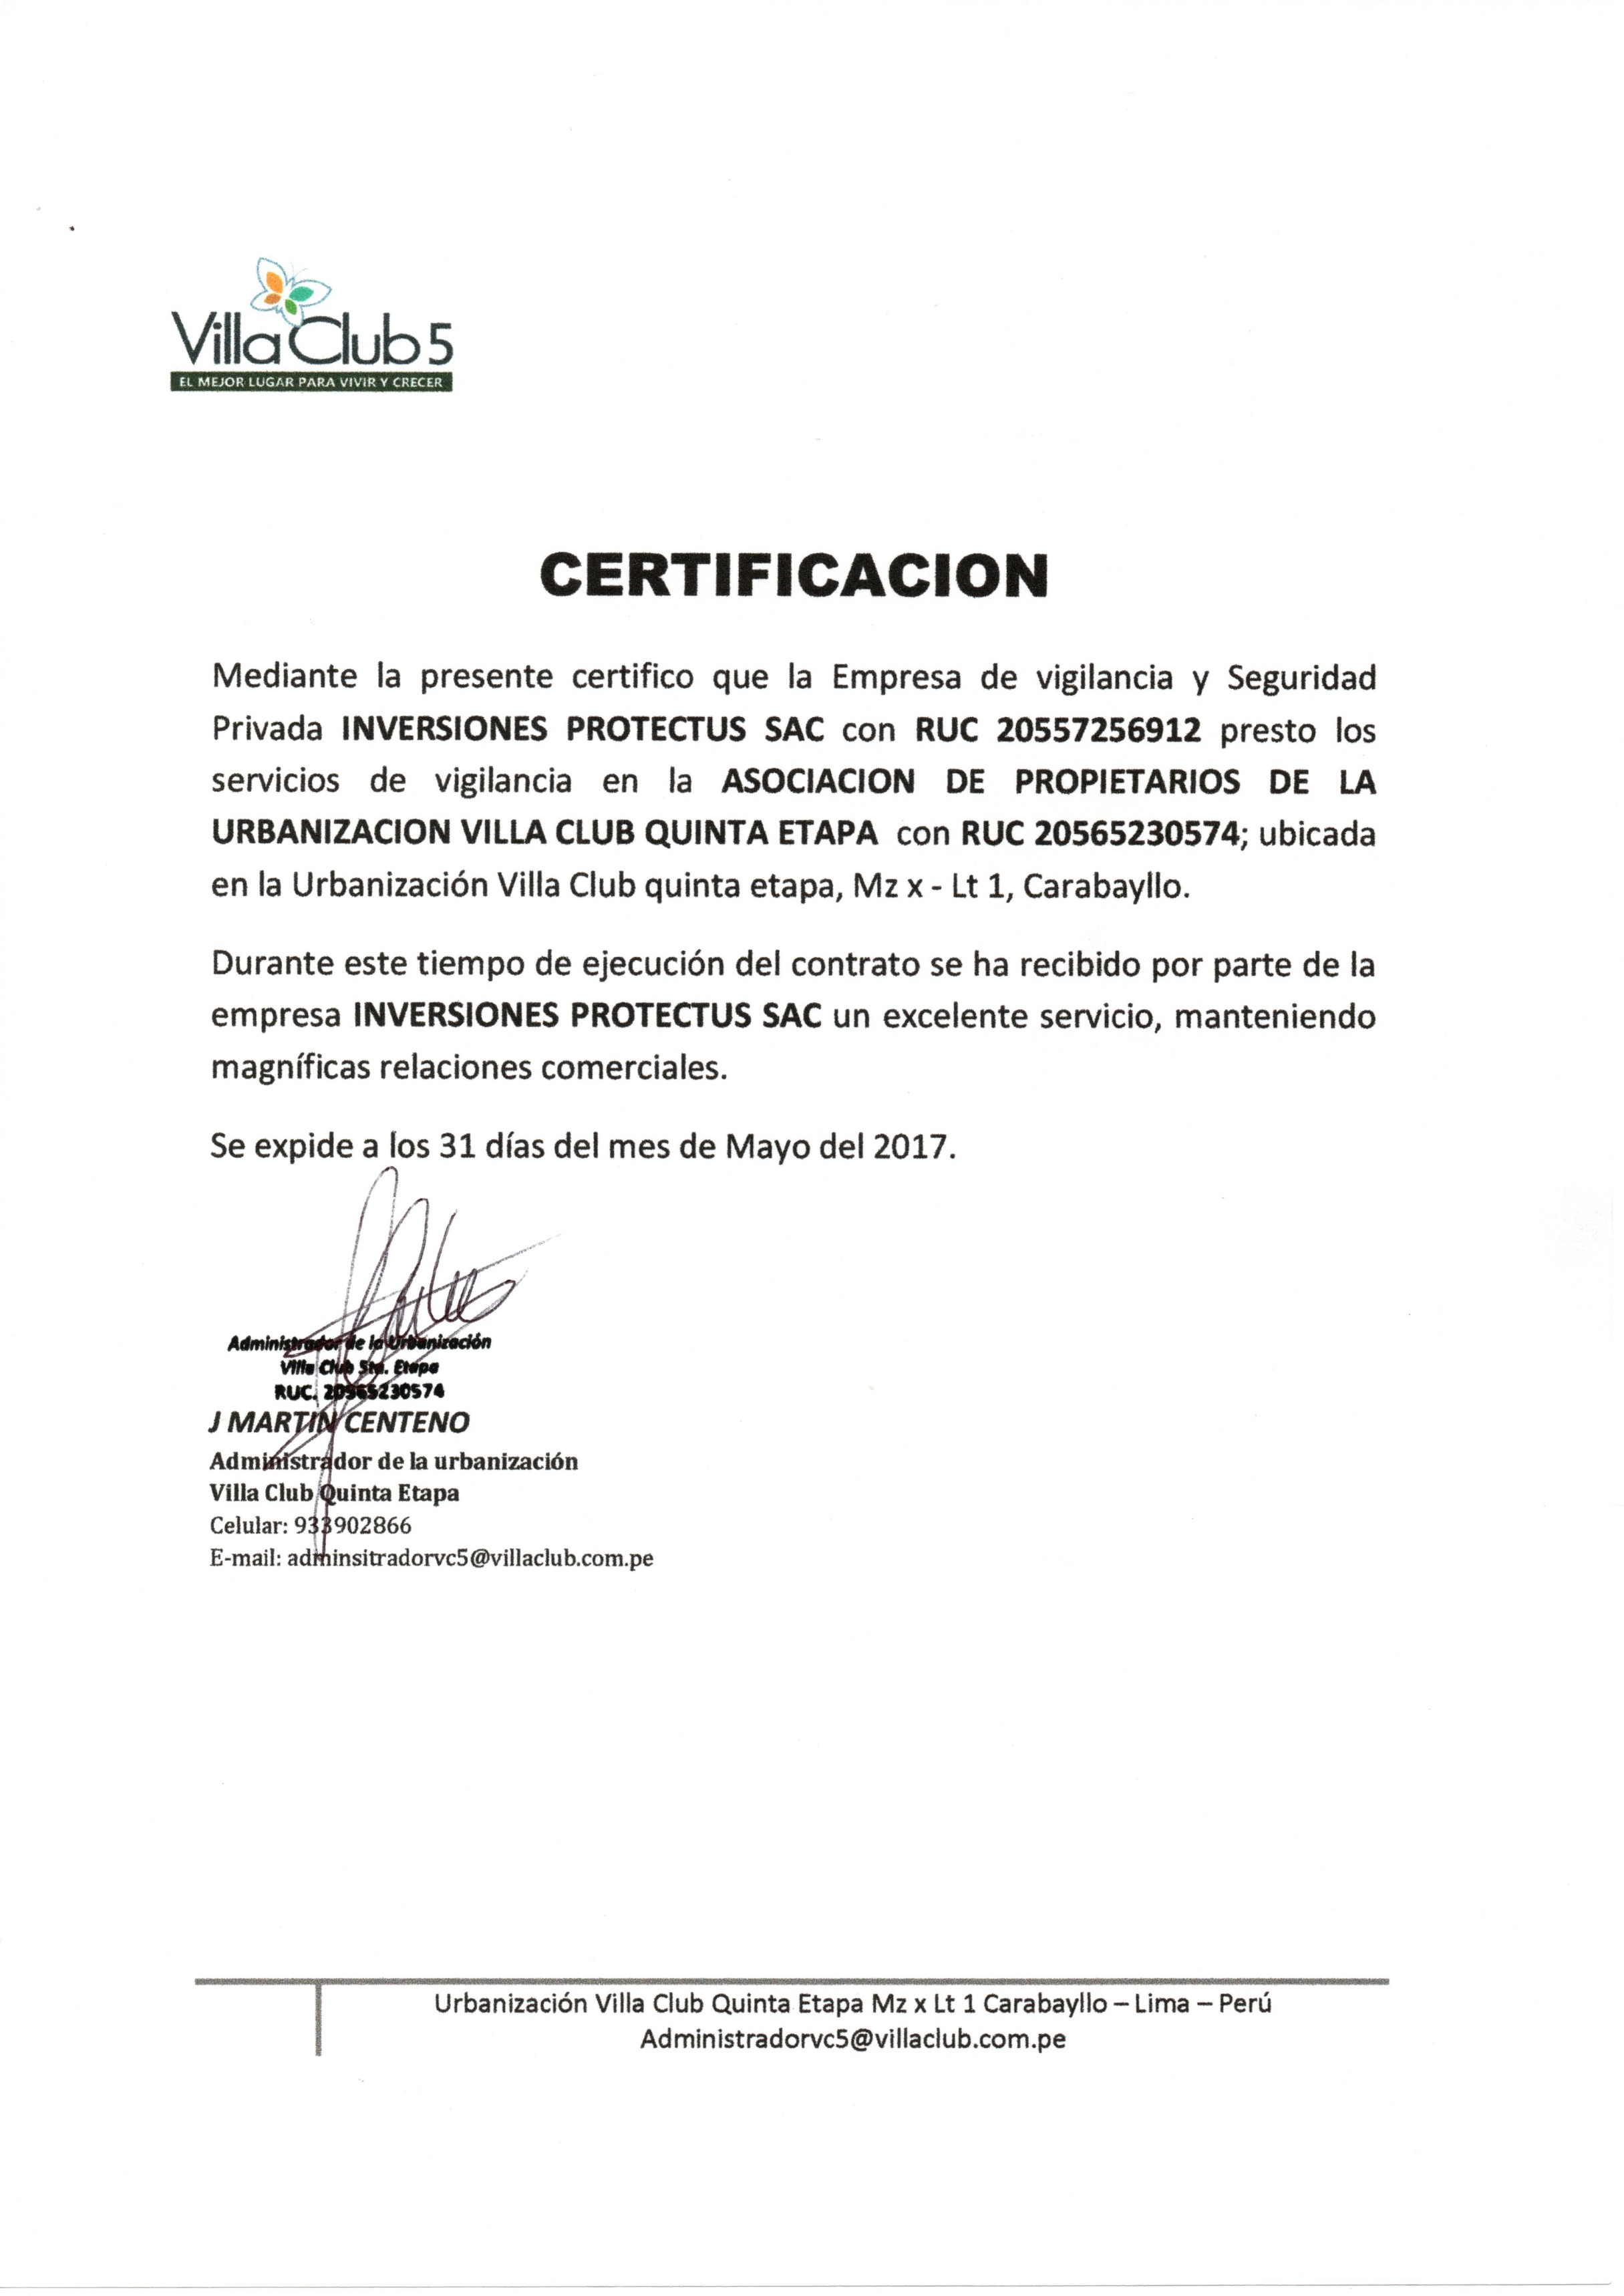 Villa Club 5
EL MEJOR LUGAR PARA VIVIR Y CRECER
CERTIFICACION
Mediante la presente certifico que la Empresa de vigilancia y Seguridad
Privada INVERSIONES PROTECTUS SAC con RUC 20557256912 presto los
servicios de vigilancia en la ASOCIACION DE PROPIETARIOS DE LA
URBANIZACION VILLA CLUB QUINTA ETAPA con RUC 20565230574; ubicada
en la Urbanización Villa Club quinta etapa, Mz x - Lt 1, Carabayllo.
Durante este tiempo de ejecución del contrato se ha recibido por parte de la
empresa INVERSIONES PROTECTUS SAC un excelente servicio, manteniendo
magníficas relaciones comerciales.
Se expide a los 31 días del mes de Mayo del 2017.
Administrador de la Urbanización
Villa Club 5ta. Etapa
RUC. 20565230574
J MARTIN CENTENO
Administrador de la urbanización
Villa Club Quinta Etapa
Celular: 933902866
E-mail: adminsitradorvc5@villaclub.com.pe
Urbanización Villa Club Quinta Etapa Mz x Lt 1 Carabayllo – Lima – Perú
Administradorvc5@villaclub.com.pe